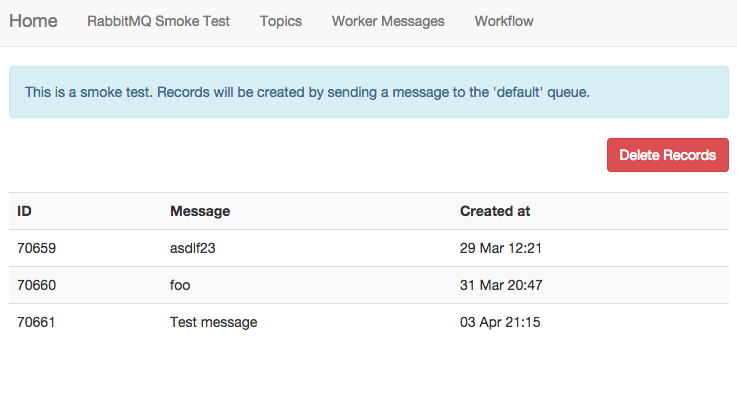 Home RabbitMQ Smoke Test Topics Worker Messages Workflow
This is a smoke test. Records will be created by sending a message to the 'default' queue.
Delete Records
ID Message Created at
70659 asdlf23 29 Mar 12:21
70660 foo 31 Mar 20:47
70661 Test message 03 Apr 21:15